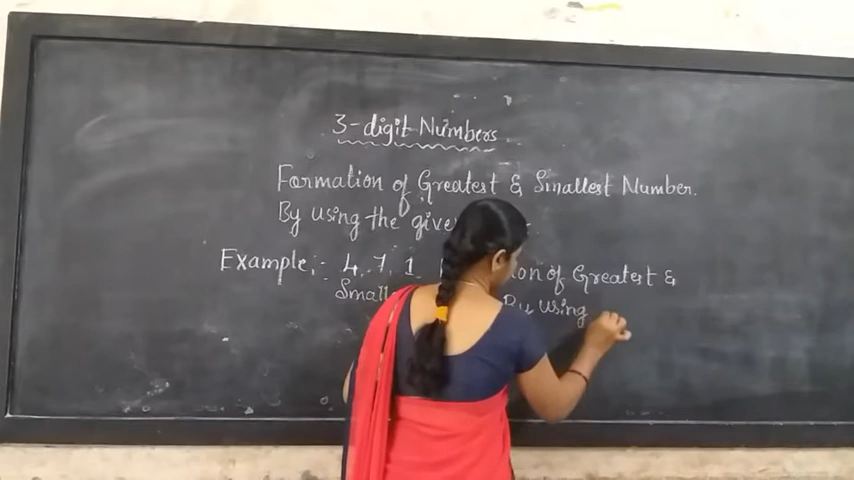 3-digit Numbers
Formation of Greatest & Smallest Number.
By using the
Example:- 4, 7, 1 of Greatest &
By using